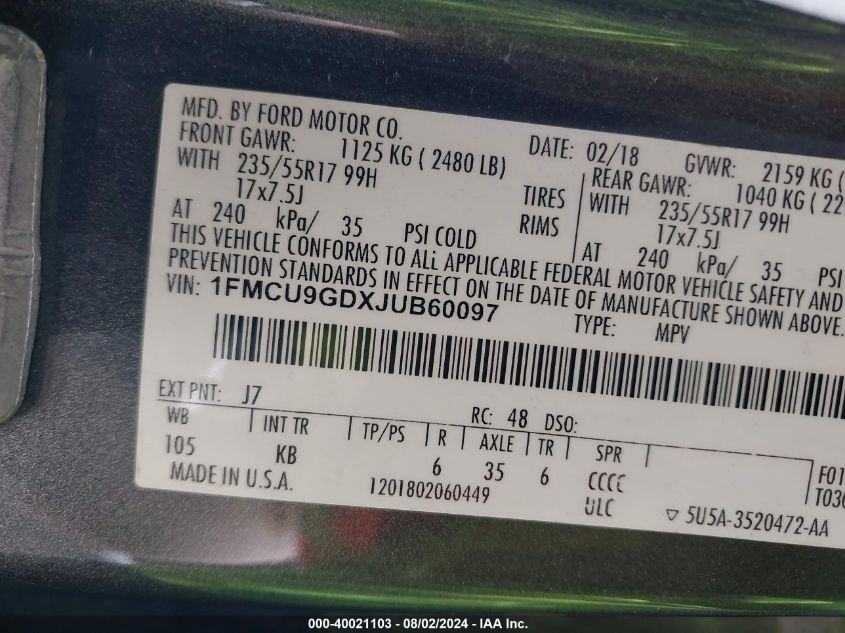 MFD. BY FORD MOTOR CO. DATE: 02/18 GVWR: 2159 KG (
FRONT GAWR: 1125 KG ( 2480 LB) REAR GAWR: 1040 KG ( 22
WITH 235/55R17 99H TIRES WITH 235/55R17 99H
17x7.5J RIMS 17x7.5J
AT 240 kPa/ 35 PSI COLD AT 240 kPa/ 35 PSI
THIS VEHICLE CONFORMS TO ALL APPLICABLE FEDERAL MOTOR VEHICLE SAFETY AND
PREVENTION STANDARDS IN EFFECT ON THE DATE OF MANUFACTURE SHOWN ABOVE.
VIN: 1FMCU9GDXJUB60097 TYPE: MPV
EXT PNT: J7 RC: 48 DSO:
WB INT TR TP/PS R AXLE TR SPR
105 KB 6 35 6 CCCC F01
MADE IN U.S.A. 1201802060449 ULC T030
▽ 5U5A-3520472-AA
000-40021103 - 08/02/2024 - IAA Inc.